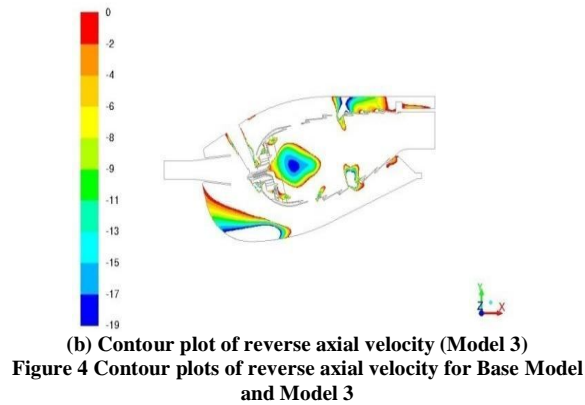 0
-2
-4
-6
-8
-9
-11
-13
-15
-17
-19
Y
Z X
(b) Contour plot of reverse axial velocity (Model 3)
Figure 4 Contour plots of reverse axial velocity for Base Model
and Model 3